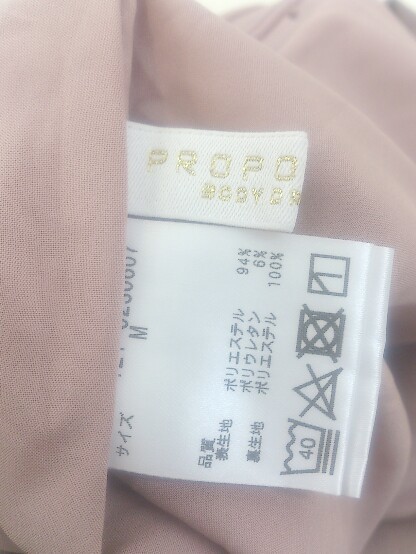 PROPO
サイズ M
品質
表生地 ポリエステル 94%
ポリウレタン 6%
裏生地 ポリエステル 100%
40